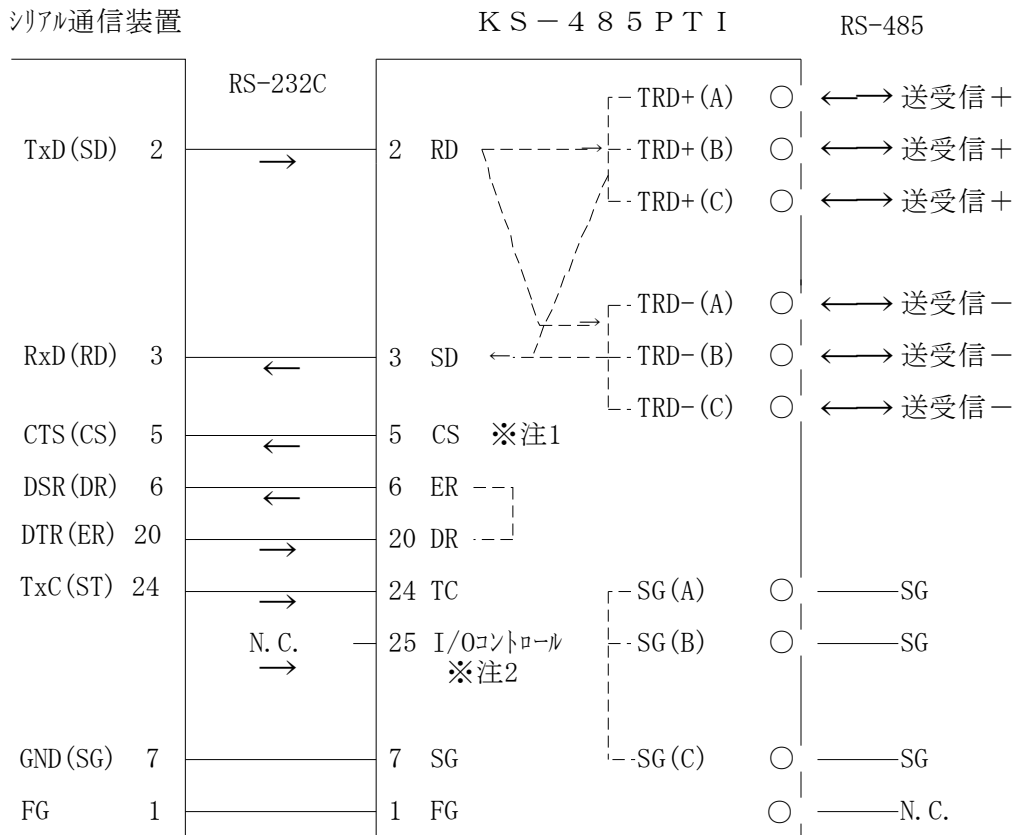 ｼﾘｱﾙ通信装置 ＫＳ－４８５ＰＴＩ RS-485
RS-232C
TRD+(A) ○ ←→ 送受信＋
TxD(SD) 2 → 2 RD → TRD+(B) ○ ←→ 送受信＋
TRD+(C) ○ ←→ 送受信＋
→ TRD-(A) ○ ←→ 送受信－
RxD(RD) 3 ← 3 SD ← TRD-(B) ○ ←→ 送受信－
TRD-(C) ○ ←→ 送受信－
CTS(CS) 5 ← 5 CS ※注1
DSR(DR) 6 ← 6 ER
DTR(ER) 20 → 20 DR
TxC(ST) 24 → 24 TC SG(A) ○ SG
N.C. → 25 I/Oｺﾝﾄﾛｰﾙ SG(B) ○ SG
※注2
GND(SG) 7 7 SG SG(C) ○ SG
FG 1 1 FG ○ N.C.